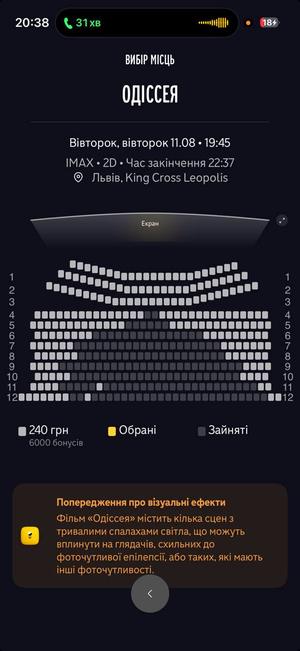 20:38
31 хв
18
ВИБІР МІСЦЬ
ОДІССЕЯ
Вівторок, вівторок 11.08 • 19:45
IMAX • 2D • Час закінчення 22:37
Львів, King Cross Leopolis
Екран
1 1
2 2
3 3
4 4
5 5
6 6
7 7
8 8
9 9
10 10
11 11
12 12
240 грн
6000 бонусів
Обрані
Зайняті
Попередження про візуальні ефекти
Фільм «Одіссея» містить кілька сцен з
тривалими спалахами світла, що можуть
вплинути на глядачів, схильних до
фоточутливої епілепсії, або таких, які мають
інші фоточутливості.